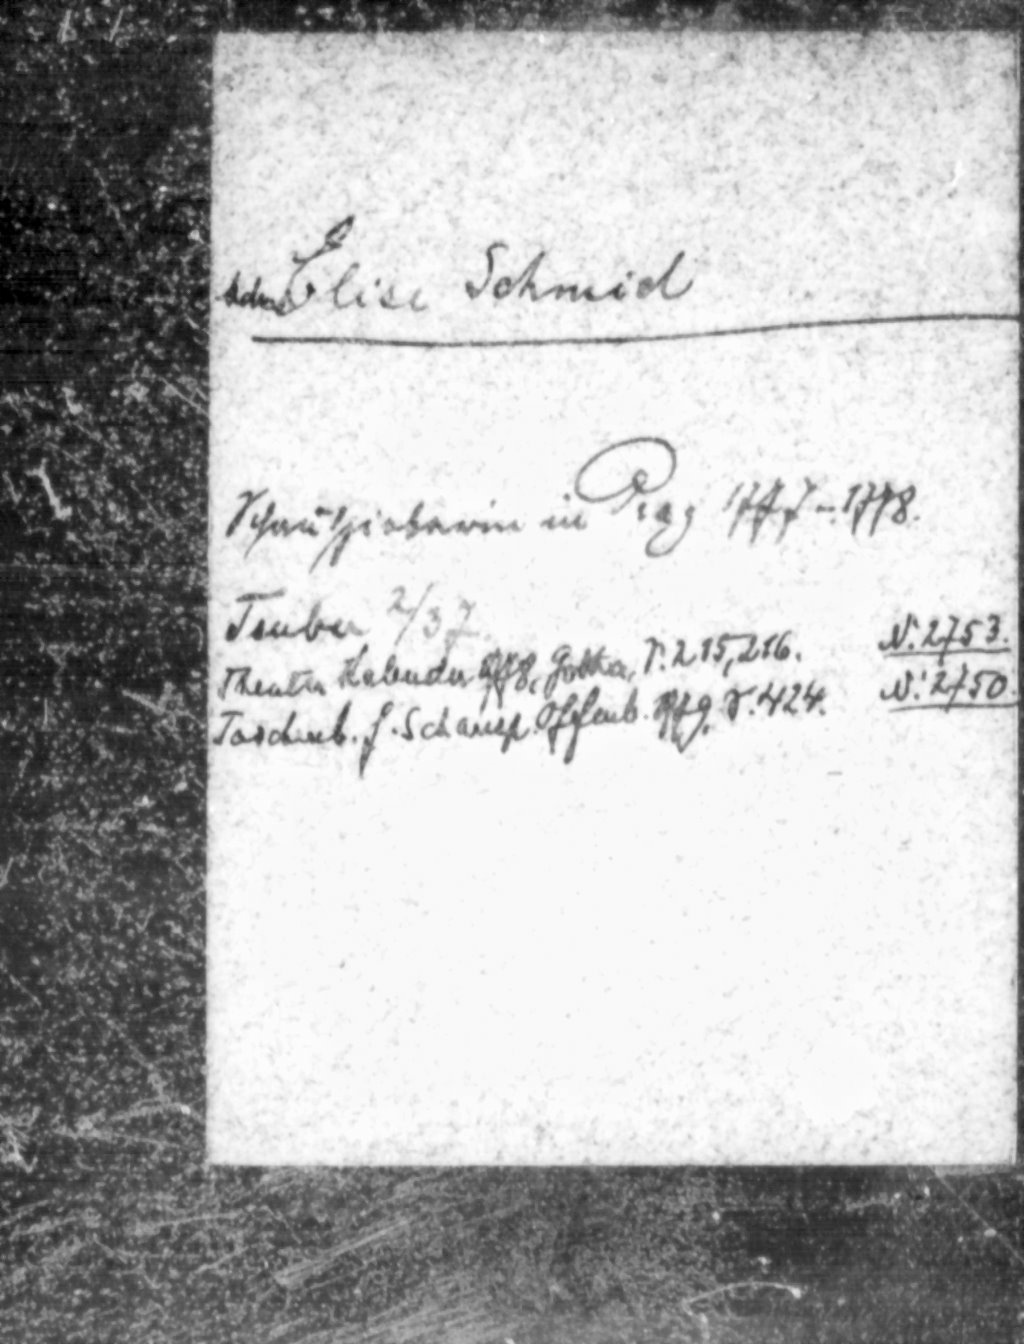 Elise Schmid
Schauspielerin in Prag 1777-1778.
Teuber 2/37.
Theater Kalender 1778, Gotha, S. 215, 216. N. 2753.
Taschenb. f. Schausp. Offenb. 1779. S. 424. N. 2750.